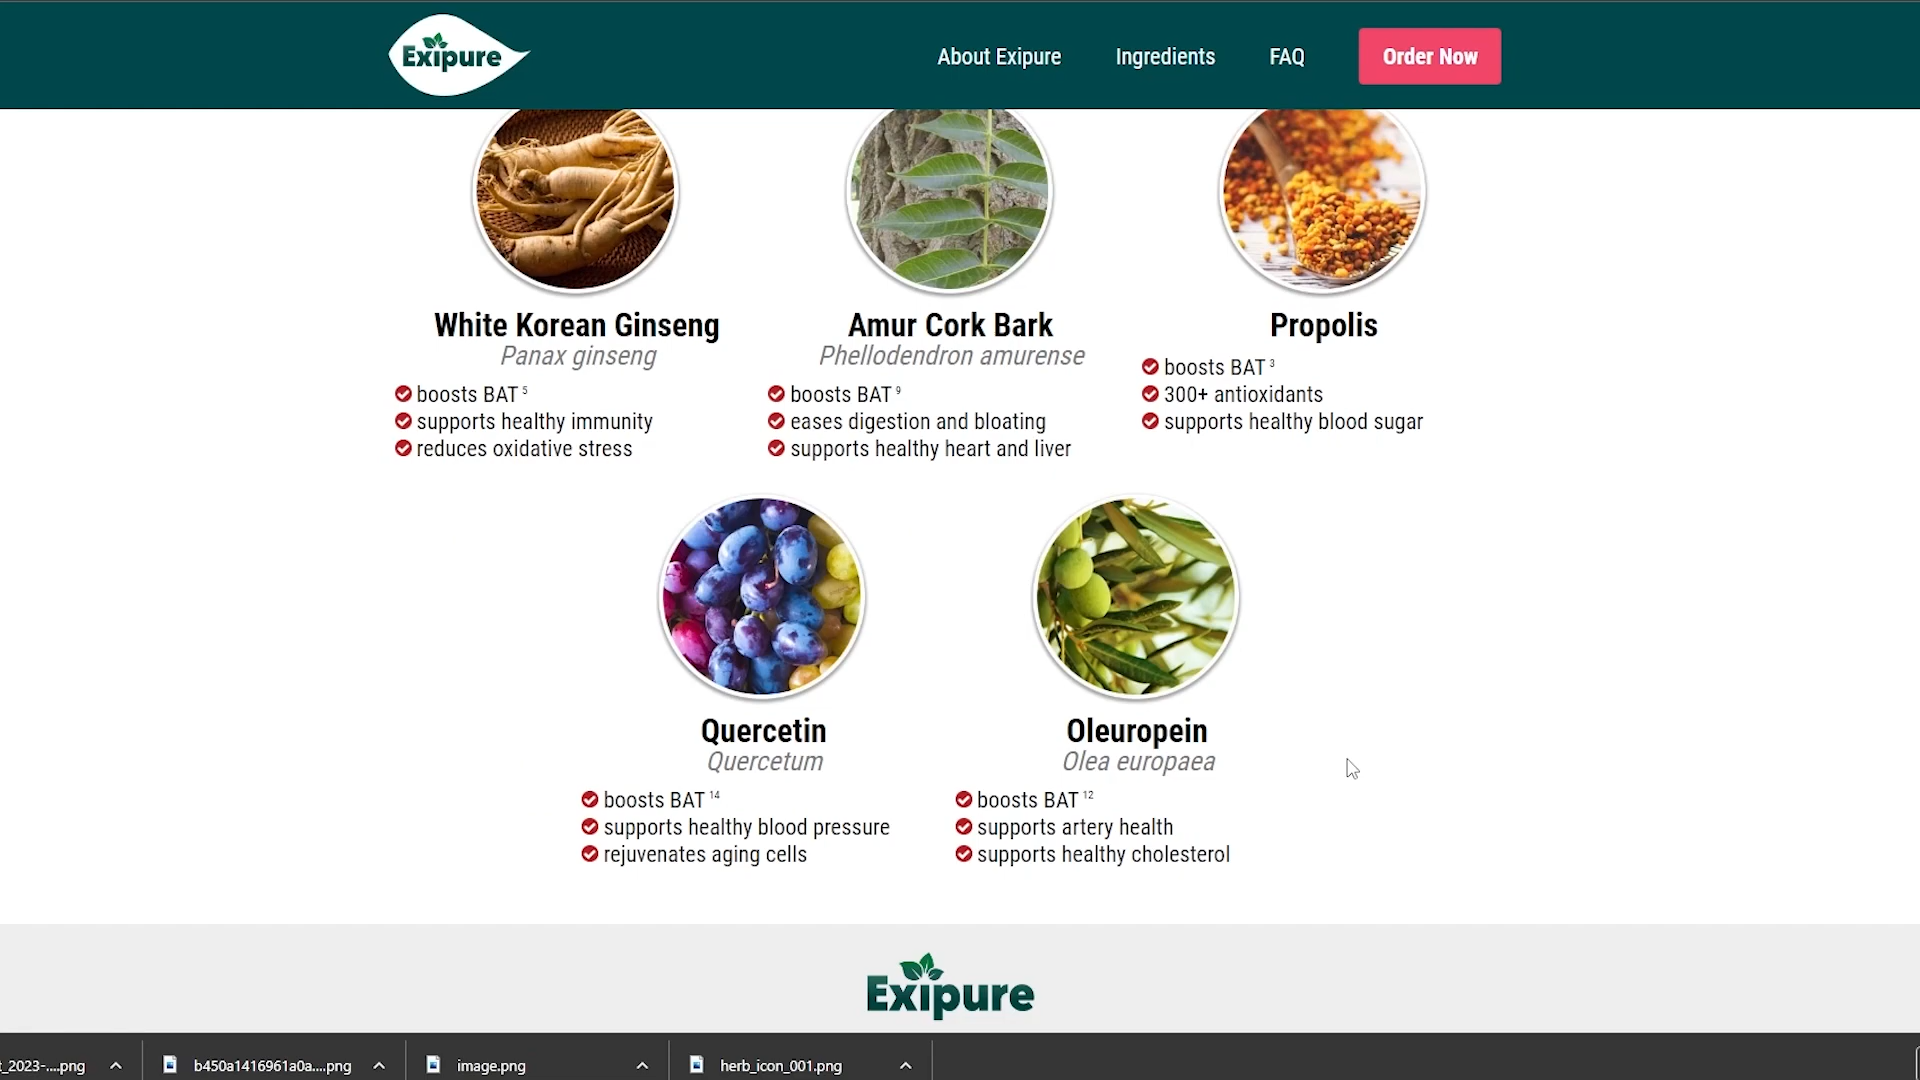 Exipure
About Exipure
Ingredients
FAQ
Order Now
White Korean Ginseng
Panax ginseng
boosts BAT 5
supports healthy immunity
reduces oxidative stress
Amur Cork Bark
Phellodendron amurense
boosts BAT 9
eases digestion and bloating
supports healthy heart and liver
Propolis
boosts BAT 3
300+ antioxidants
supports healthy blood sugar
Quercetin
Quercetum
boosts BAT 14
supports healthy blood pressure
rejuvenates aging cells
Oleuropein
Olea europaea
boosts BAT 12
supports artery health
supports healthy cholesterol
Exipure
t_2023-....png
b450a1416961a0a....png
image.png
herb_icon_001.png